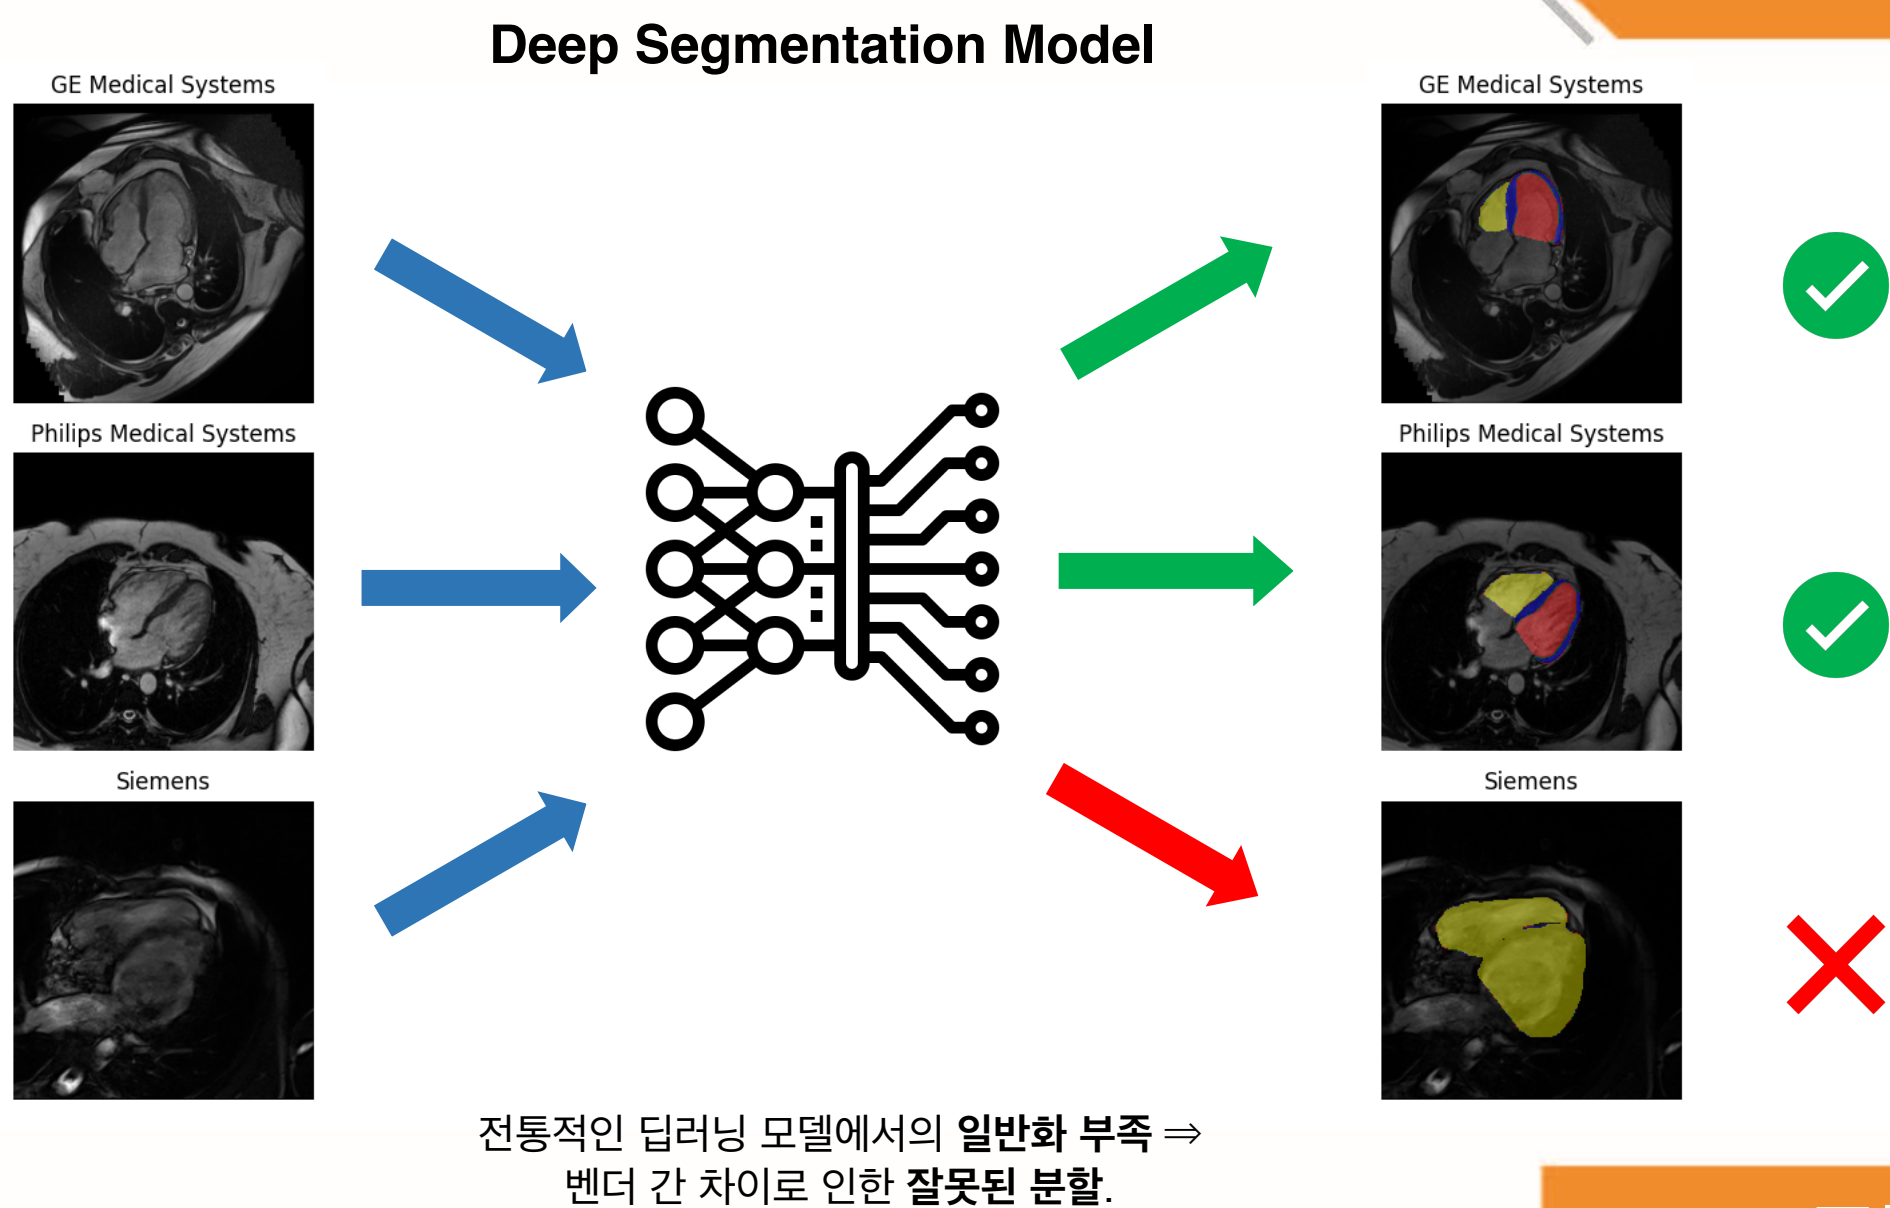 Deep Segmentation Model
GE Medical Systems
GE Medical Systems
Philips Medical Systems
Philips Medical Systems
Siemens
Siemens
전통적인 딥러닝 모델에서의 일반화 부족 ⇒
벤더 간 차이로 인한 잘못된 분할.